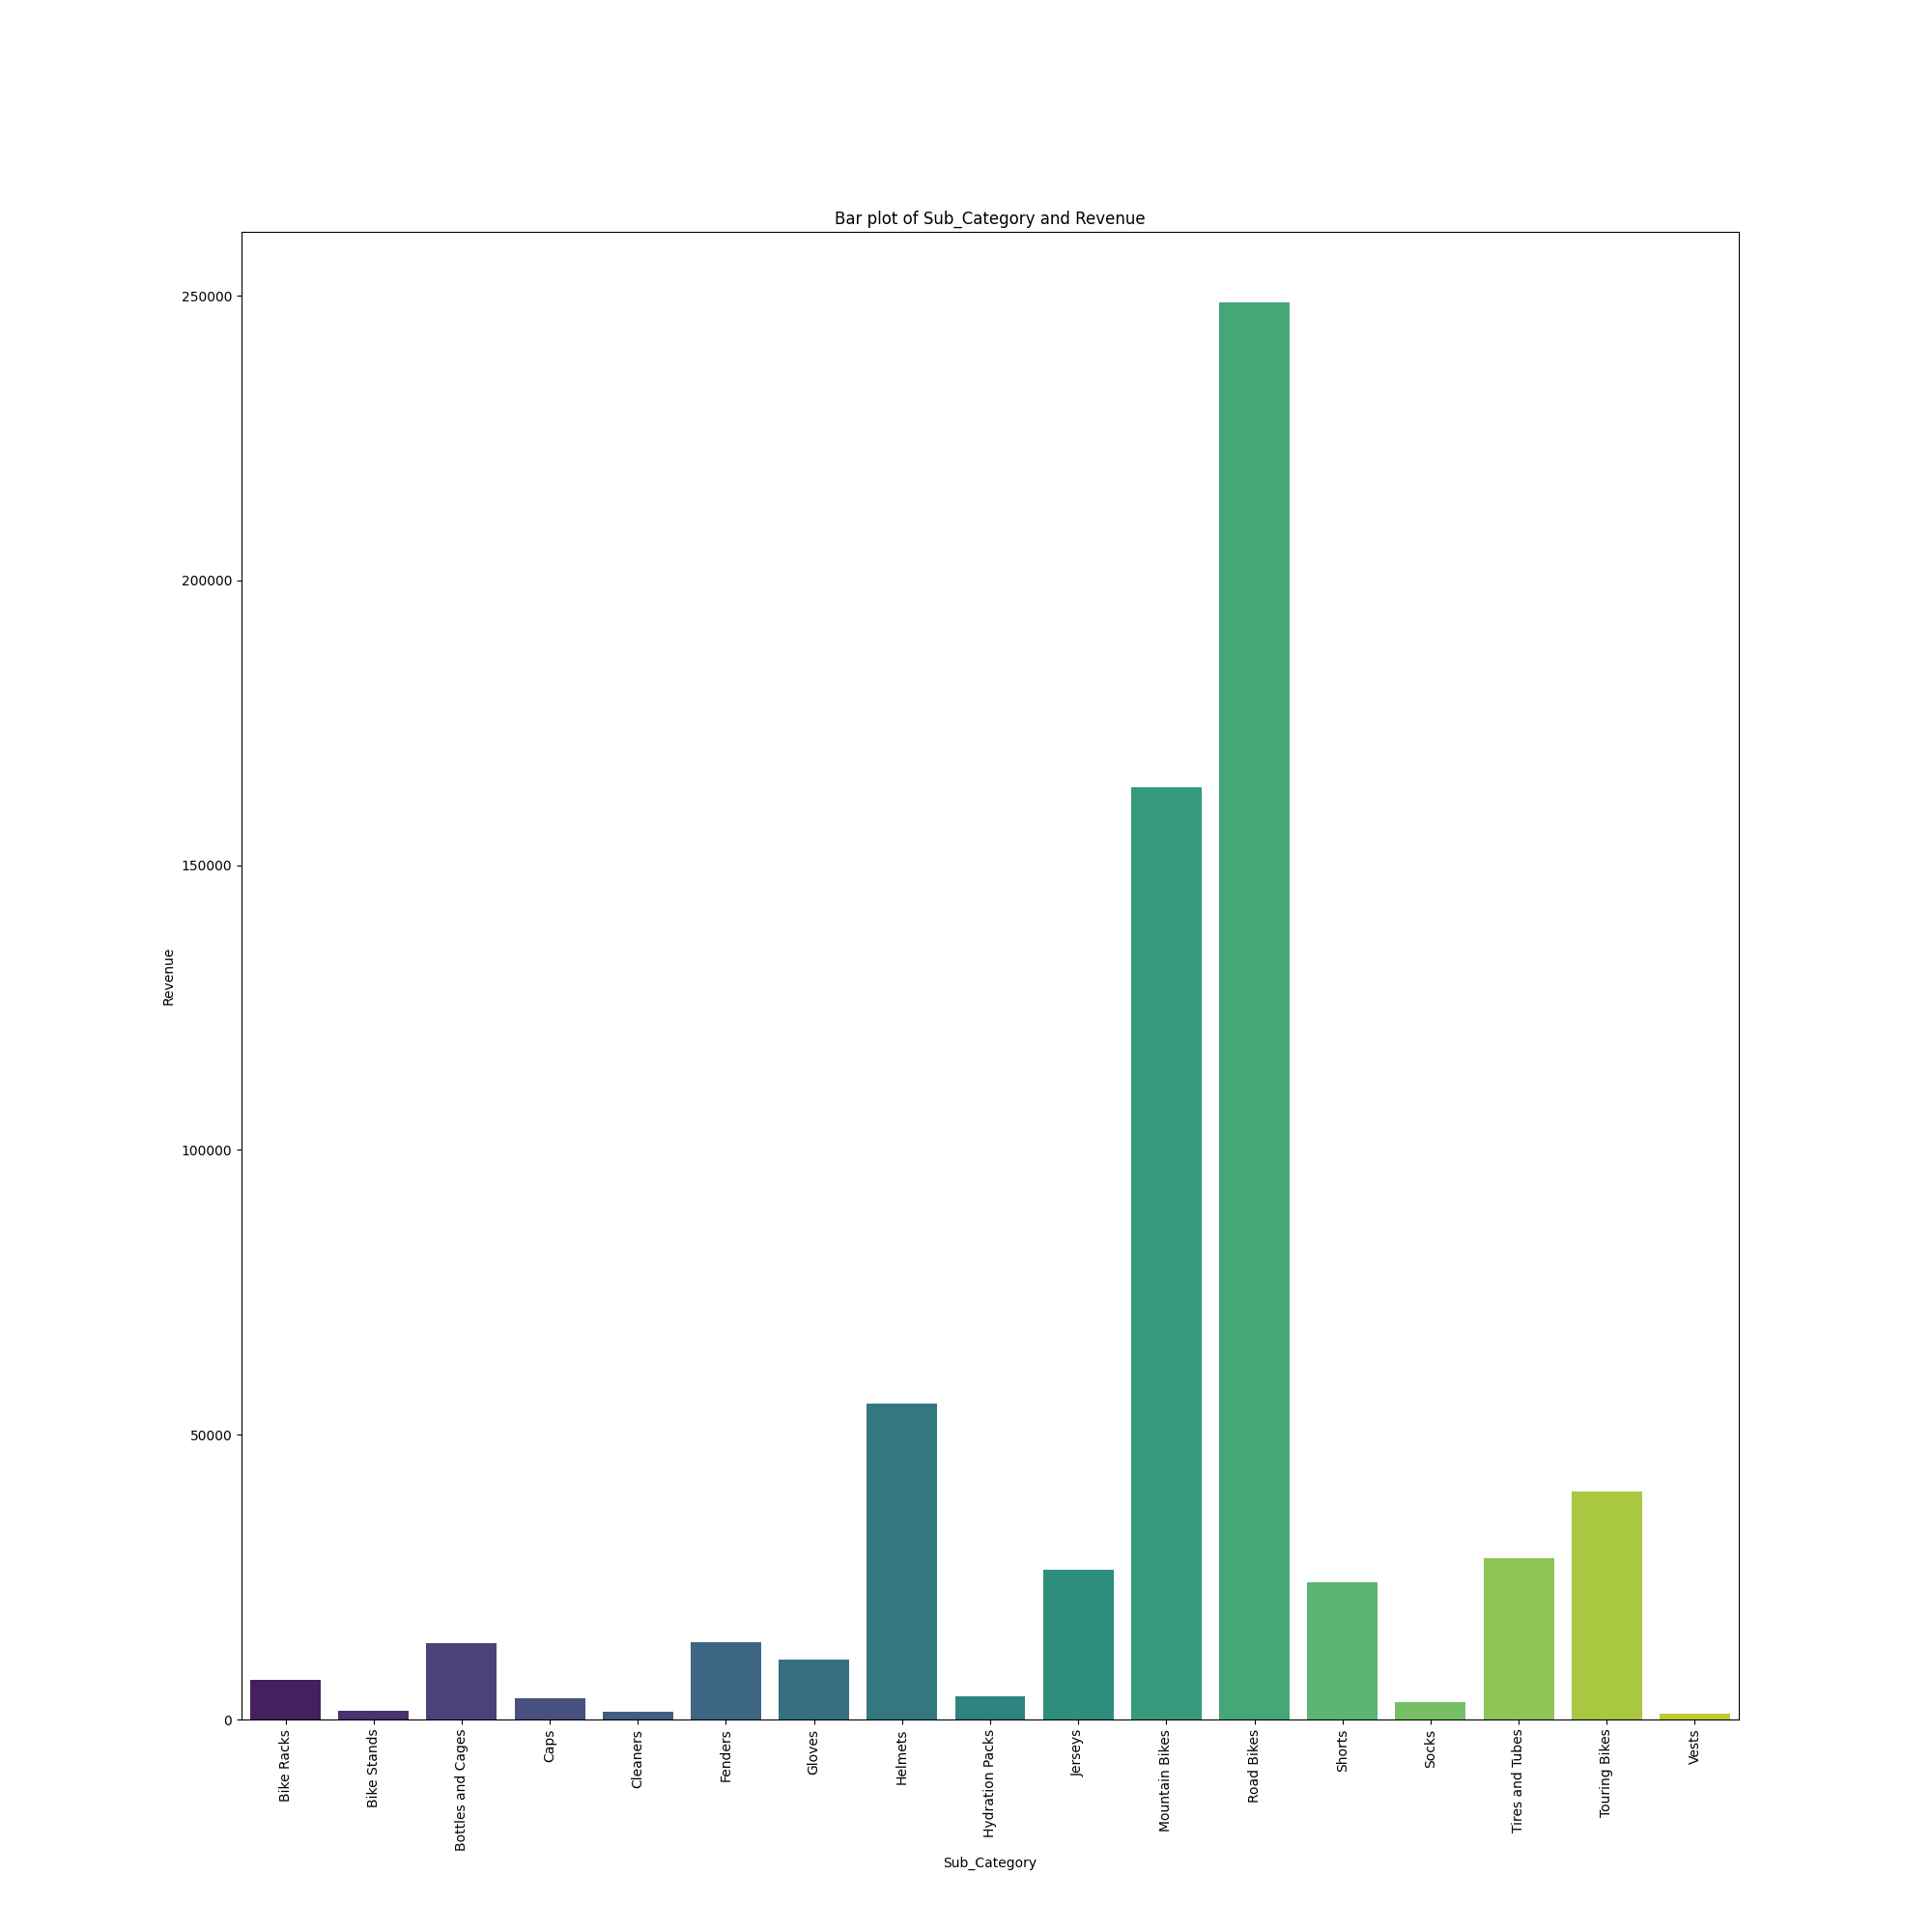 Bar plot of Sub_Category and Revenue
250000
200000
150000
100000
50000
0
Revenue
Bike Racks
Bike Stands
Bottles and Cages
Caps
Cleaners
Fenders
Gloves
Helmets
Hydration Packs
Jerseys
Mountain Bikes
Road Bikes
Shorts
Socks
Tires and Tubes
Touring Bikes
Vests
Sub_Category